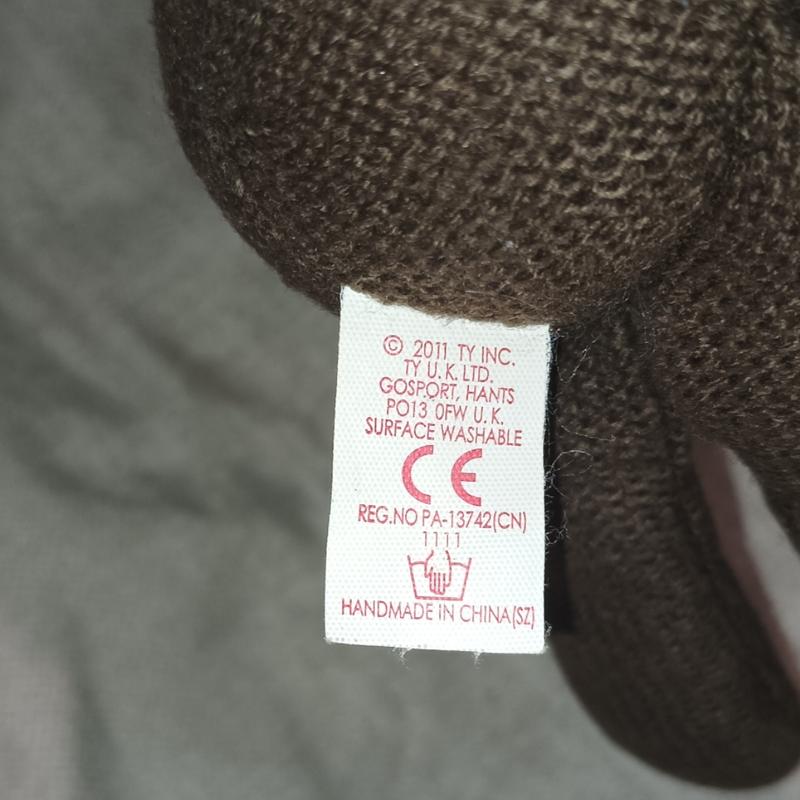 © 2011 TY INC.
TY U.K. LTD.
GOSPORT, HANTS
PO13 0FW U.K.
SURFACE WASHABLE
CE
REG.NO PA-13742(CN)
1111
HANDMADE IN CHINA(SZ)